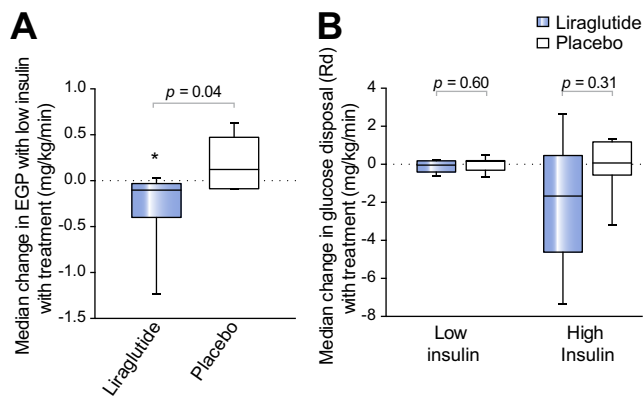 A
Median change in EGP with low insulin
with treatment (mg/kg/min)
p = 0.04
1.0
0.5
0.0
-0.5
-1.0
-1.5
*
Liraglutide
Placebo
B
Liraglutide
Placebo
Median change in glucose disposal (Rd)
with treatment (mg/kg/min)
p = 0.60
p = 0.31
4
2
0
-2
-4
-6
-8
Low
insulin
High
Insulin